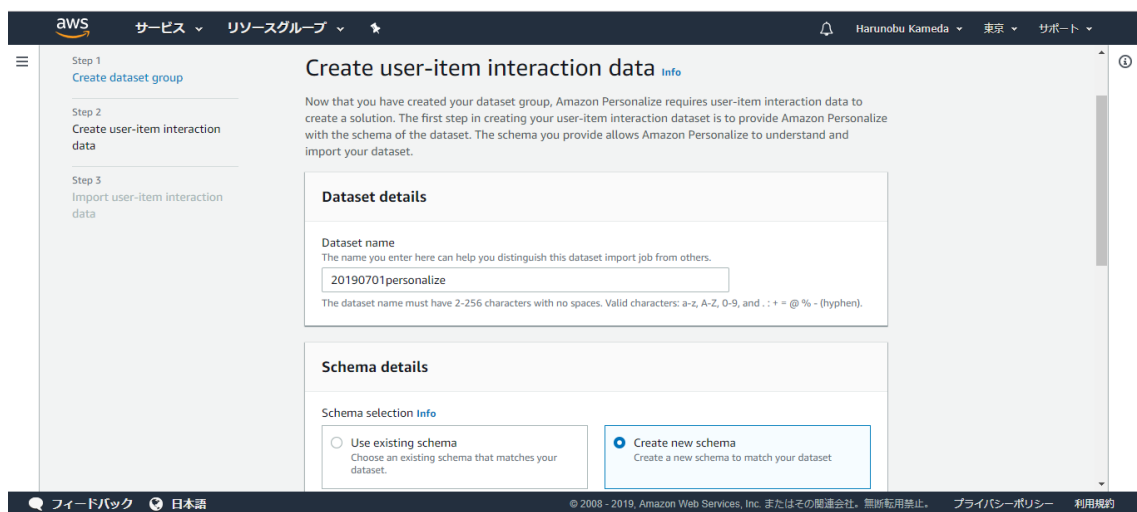 aws サービス リソースグループ Harunobu Kameda 東京 サポート
Step 1
Create dataset group
Step 2
Create user-item interaction
data
Step 3
Import user-item interaction
data
Create user-item interaction data Info
Now that you have created your dataset group, Amazon Personalize requires user-item interaction data to
create a solution. The first step in creating your user-item interaction dataset is to provide Amazon Personalize
with the schema of the dataset. The schema you provide allows Amazon Personalize to understand and
import your dataset.
Dataset details
Dataset name
The name you enter here can help you distinguish this dataset import job from others.
20190701personalize
The dataset name must have 2-256 characters with no spaces. Valid characters: a-z, A-Z, 0-9, and . : + = @ % - (hyphen).
Schema details
Schema selection Info
Use existing schema
Choose an existing schema that matches your
dataset.
Create new schema
Create a new schema to match your dataset
フィードバック 日本語 © 2008 - 2019, Amazon Web Services, Inc. またはその関連会社。無断転用禁止。 プライバシーポリシー 利用規約